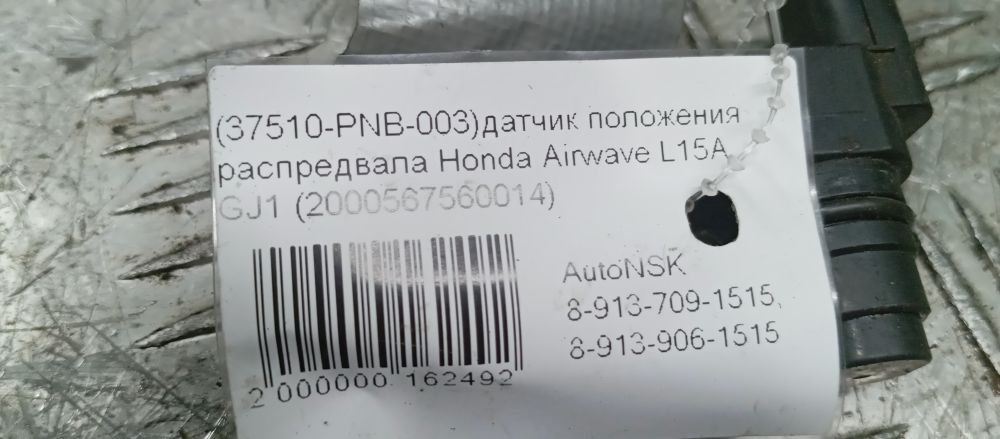 (37510-PNB-003)датчик положения
распредвала Honda Airwave L15A
GJ1 (2000567560014)
AutoNSK
8-913-709-1515,
8-913-906-1515
2 000000 162492